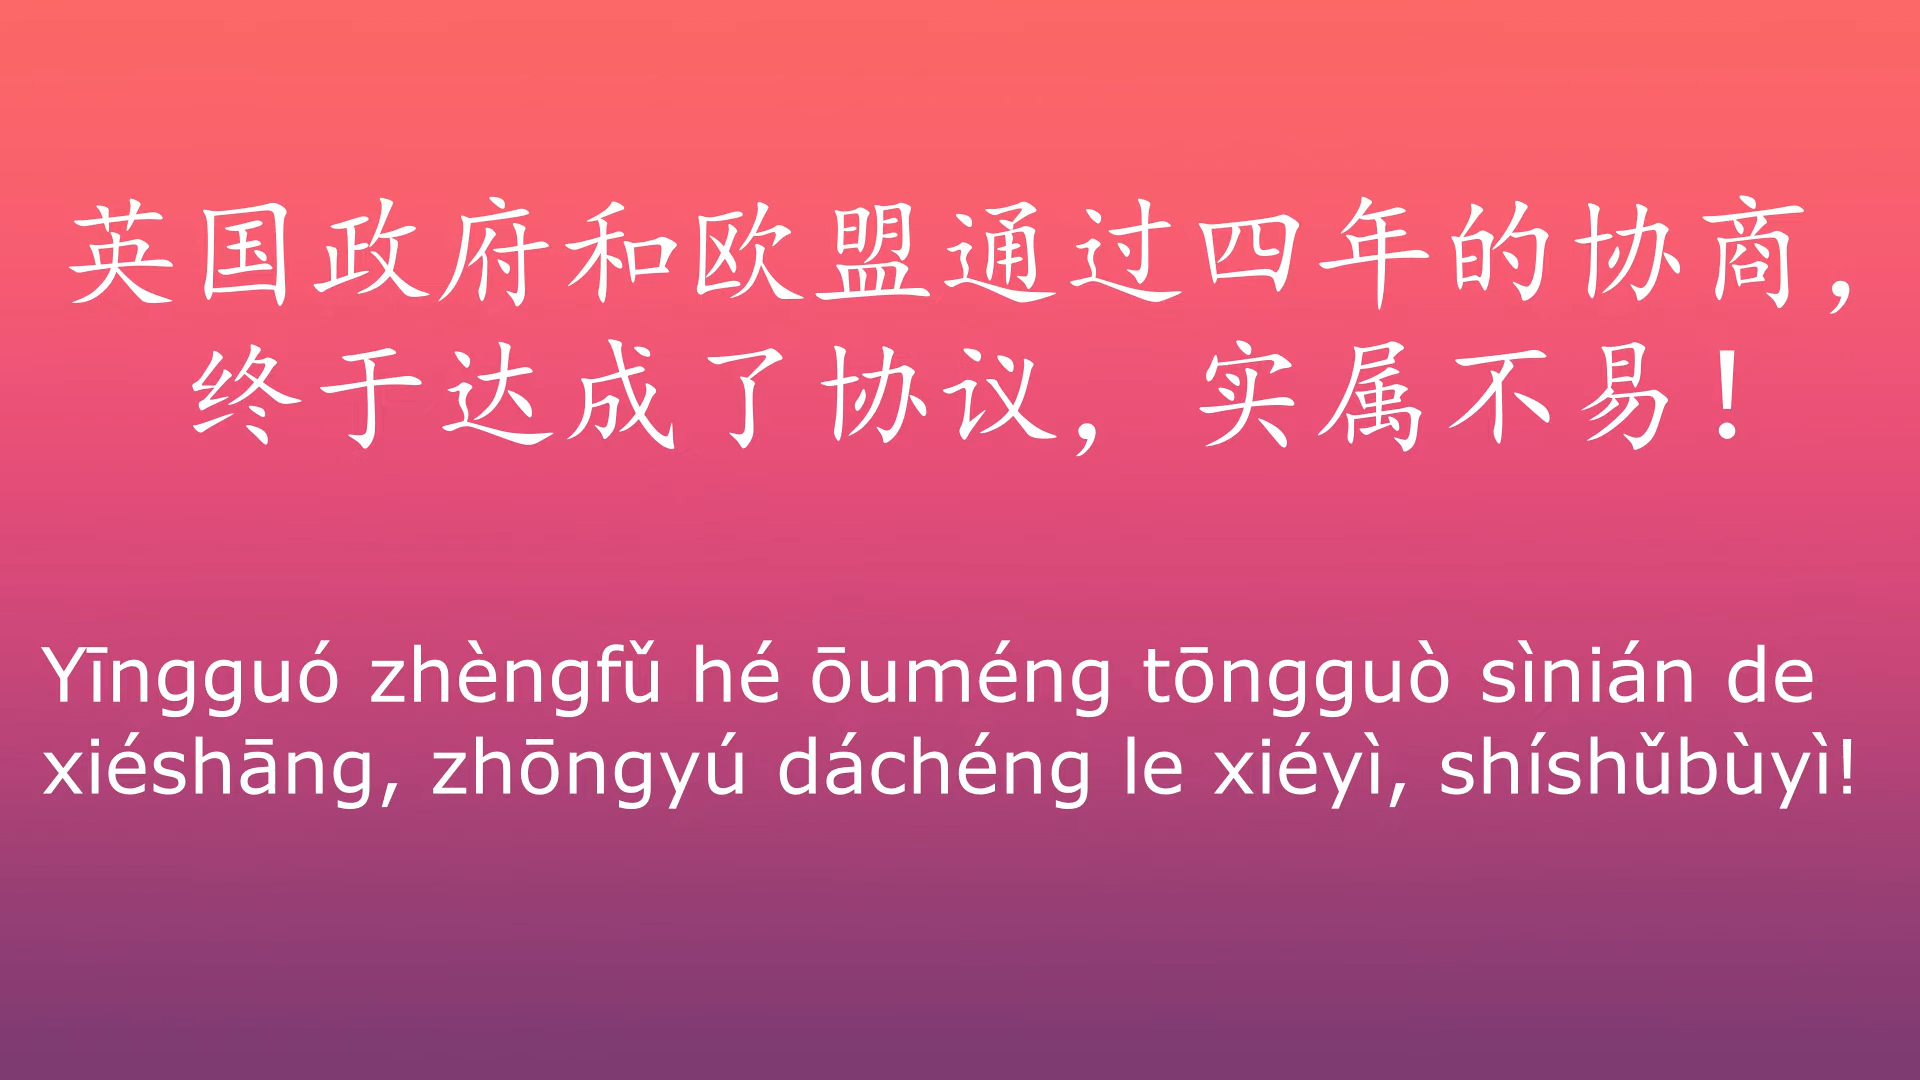 英国政府和欧盟通过四年的协商，
终于达成了协议，实属不易！
Yīngguó zhèngfǔ hé ōuméng tōngguò sìnián de
xiéshāng, zhōngyú dáchéng le xiéyì, shíshǔbùyì!